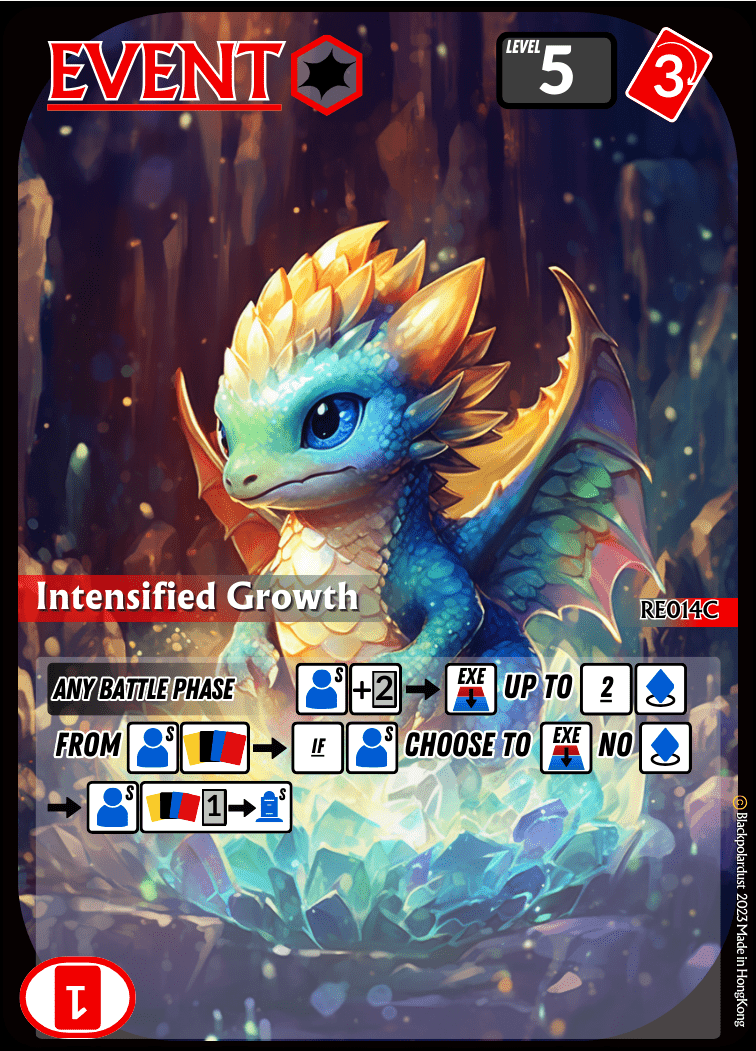 EVENT
LEVEL 5
3
Intensified Growth
RE014C
ANY BATTLE PHASE S +2 EXE UP TO 2
FROM S IF S CHOOSE TO EXE NO
S 1 S
© Blackpolardust 2023 Made in HongKong
1